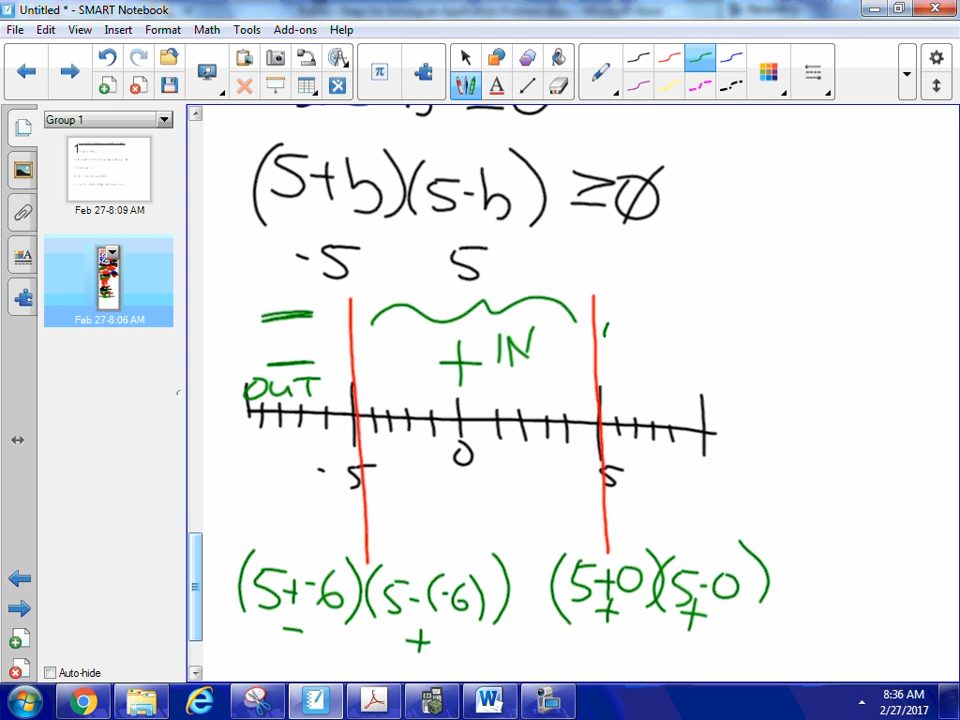 Untitled * - SMART Notebook
File Edit View Insert Format Math Tools Add-ons Help
Group 1
1
Feb 27-8:09 AM
Feb 27-8:06 AM
Auto-hide
(5+b)(5-b) ≥0
-5 5
+ IN
OUT
-5 0 5
(5+-6)(5-(-6)) (5+0)(5-0)
- + + +
8:36 AM
2/27/2017